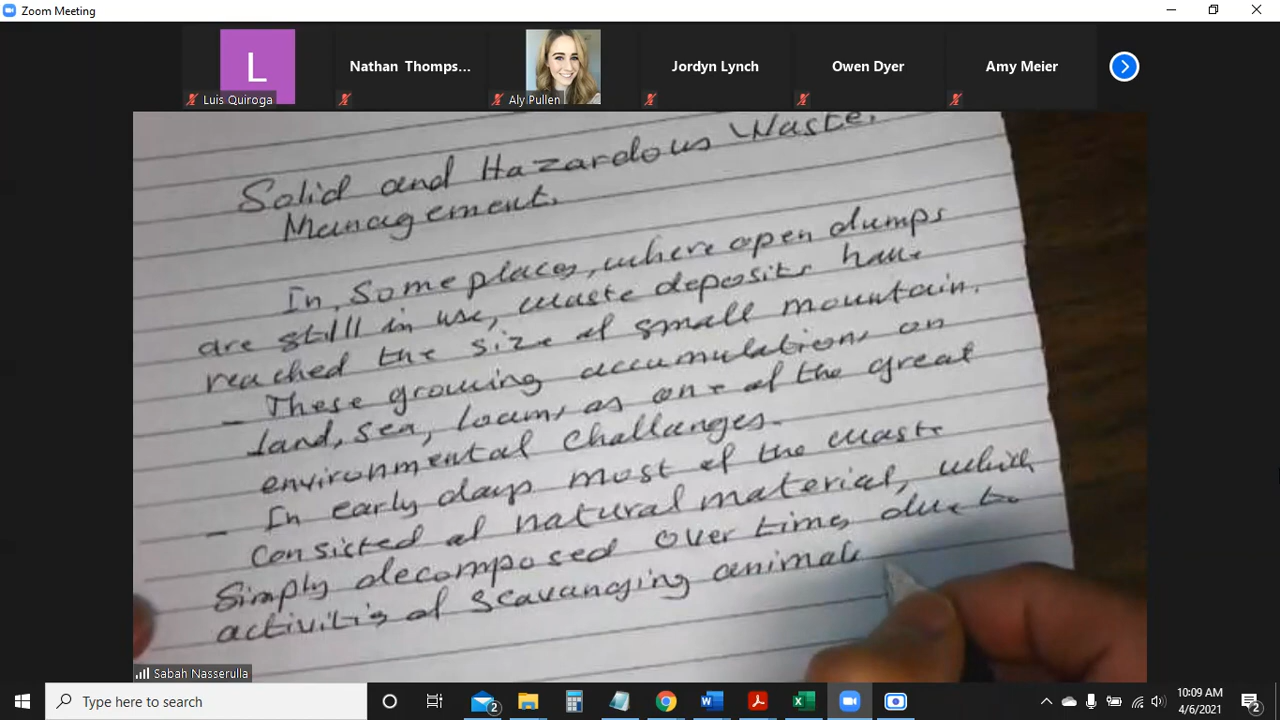 Zoom Meeting
L
Luis Quiroga
Nathan Thomps...
Aly Pullen
Jordyn Lynch
Owen Dyer
Amy Meier
Solid and Hazardous Waste.
Management.
In, Some places, where open dumps
are still in use, waste deposits have
reached the size of small mountain.
- These growing accumulations on
land, sea, as one of the great
environmental challanges.
- In early days most of the waste
Consisted of natural material, which
Simply decomposed over time, due to
activities of Scavanging animals
Sabah Nasserulla
Type here to search
2
10:09 AM
4/6/2021
2